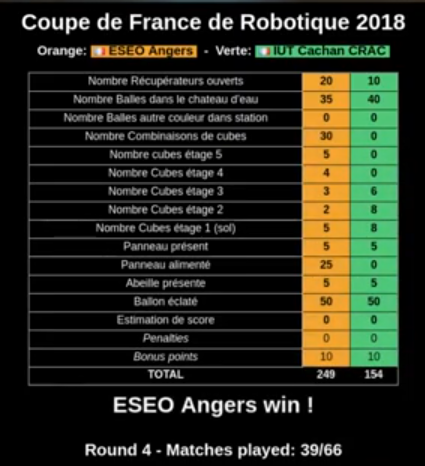 Coupe de France de Robotique 2018
Orange: ESEO Angers - Verte: IUT Cachan CRAC
Nombre Récupérateurs ouverts 20 10
Nombre Balles dans le chateau d'eau 35 40
Nombre Balles autre couleur dans station 0 0
Nombre Combinaisons de cubes 30 0
Nombre cubes étage 5 5 0
Nombre Cubes étage 4 4 0
Nombre Cubes étage 3 3 6
Nombre Cubes étage 2 2 8
Nombre Cubes étage 1 (sol) 5 8
Panneau présent 5 5
Panneau alimenté 25 0
Abeille présente 5 5
Ballon éclaté 50 50
Estimation de score 0 0
Penalties 0 0
Bonus points 10 10
TOTAL 249 154
ESEO Angers win !
Round 4 - Matches played: 39/66